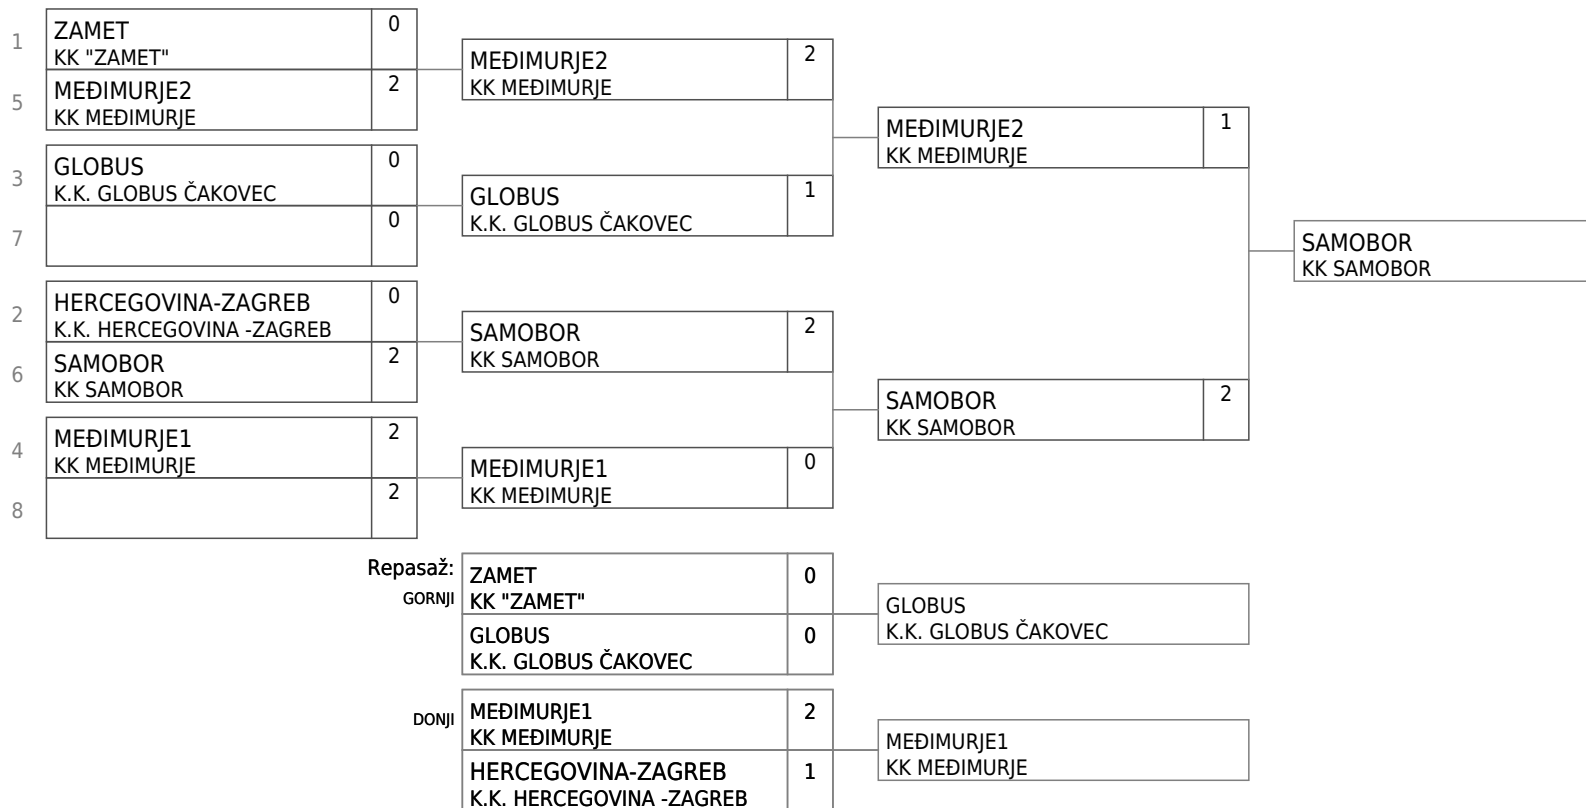 1
ZAMET
KK "ZAMET"
0
5
MEĐIMURJE2
KK MEĐIMURJE
2
3
GLOBUS
K.K. GLOBUS ČAKOVEC
0
7
0
2
HERCEGOVINA-ZAGREB
K.K. HERCEGOVINA -ZAGREB
0
6
SAMOBOR
KK SAMOBOR
2
4
MEĐIMURJE1
KK MEĐIMURJE
2
8
2
MEĐIMURJE2
KK MEĐIMURJE
2
GLOBUS
K.K. GLOBUS ČAKOVEC
1
SAMOBOR
KK SAMOBOR
2
MEĐIMURJE1
KK MEĐIMURJE
0
MEĐIMURJE2
KK MEĐIMURJE
1
SAMOBOR
KK SAMOBOR
2
SAMOBOR
KK SAMOBOR
Repasaž:
GORNJI
ZAMET
KK "ZAMET"
0
GLOBUS
K.K. GLOBUS ČAKOVEC
0
GLOBUS
K.K. GLOBUS ČAKOVEC
DONJI
MEĐIMURJE1
KK MEĐIMURJE
2
HERCEGOVINA-ZAGREB
K.K. HERCEGOVINA -ZAGREB
1
MEĐIMURJE1
KK MEĐIMURJE